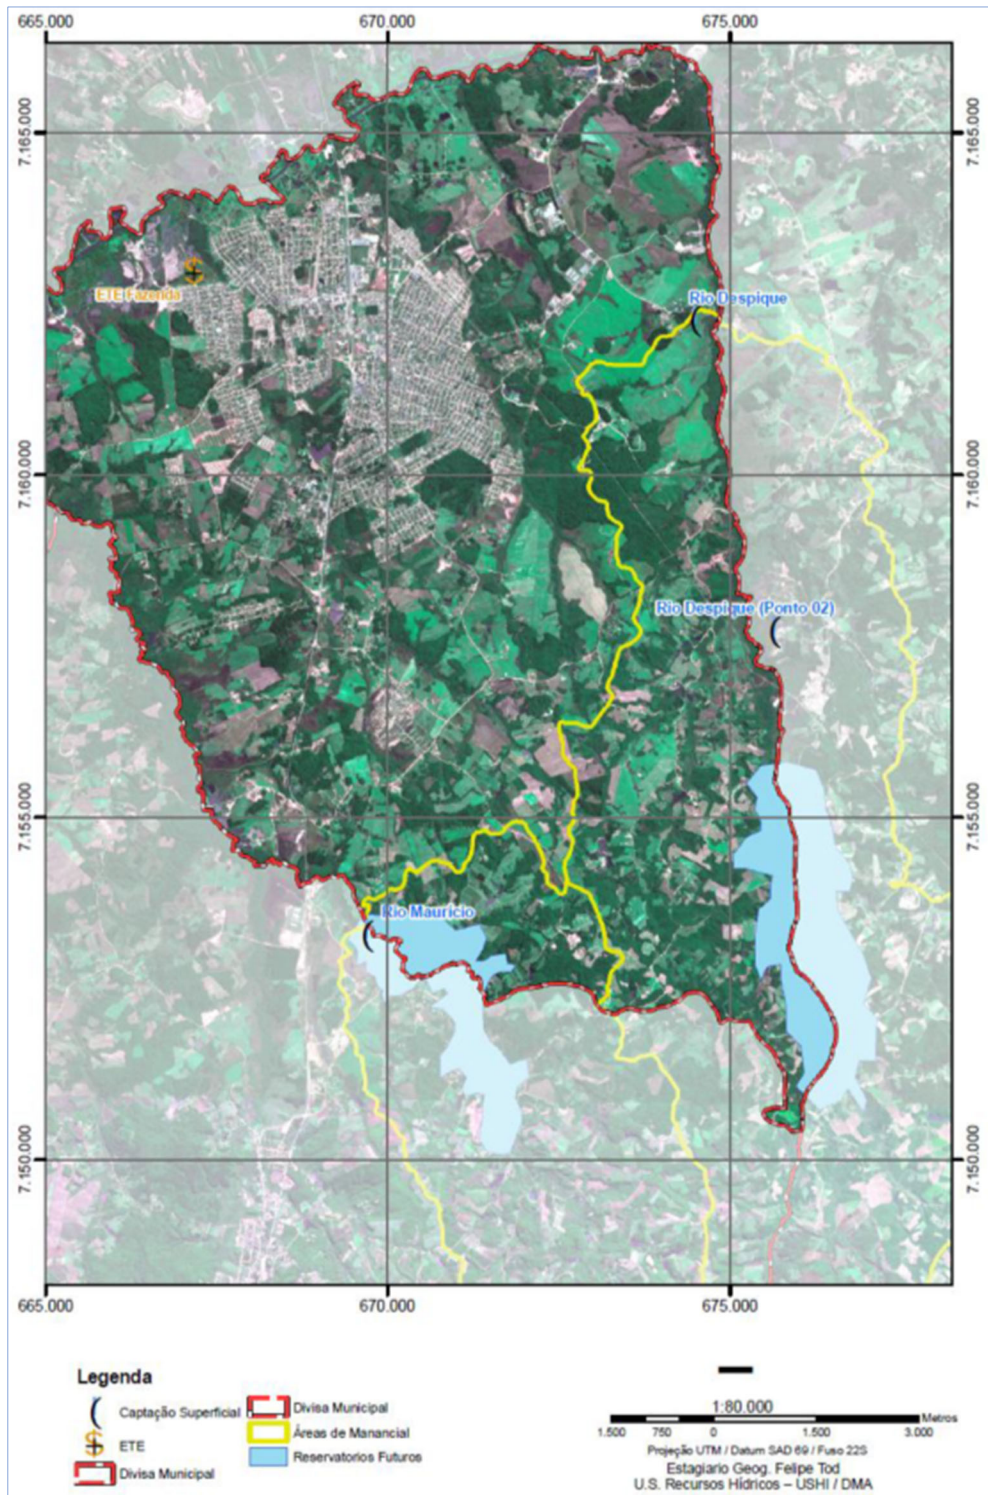 665.000 670.000 675.000
7.165.000 7.165.000
ETE Fazenda
Rio Despique
7.160.000 7.160.000
Rio Despique (Ponto 02)
7.155.000 7.155.000
Rio Maurício
7.150.000 7.150.000
665.000 670.000 675.000
Legenda
Captação Superficial
ETE
Divisa Municipal
Divisa Municipal
Áreas de Manancial
Reservatorios Futuros
1:80.000
1.500 750 0 1.500 3.000 Metros
Projeção UTM / Datum SAD 69 / Fuso 22S
Estagiario Geog. Felipe Tod
U.S. Recursos Hídricos – USHI / DMA